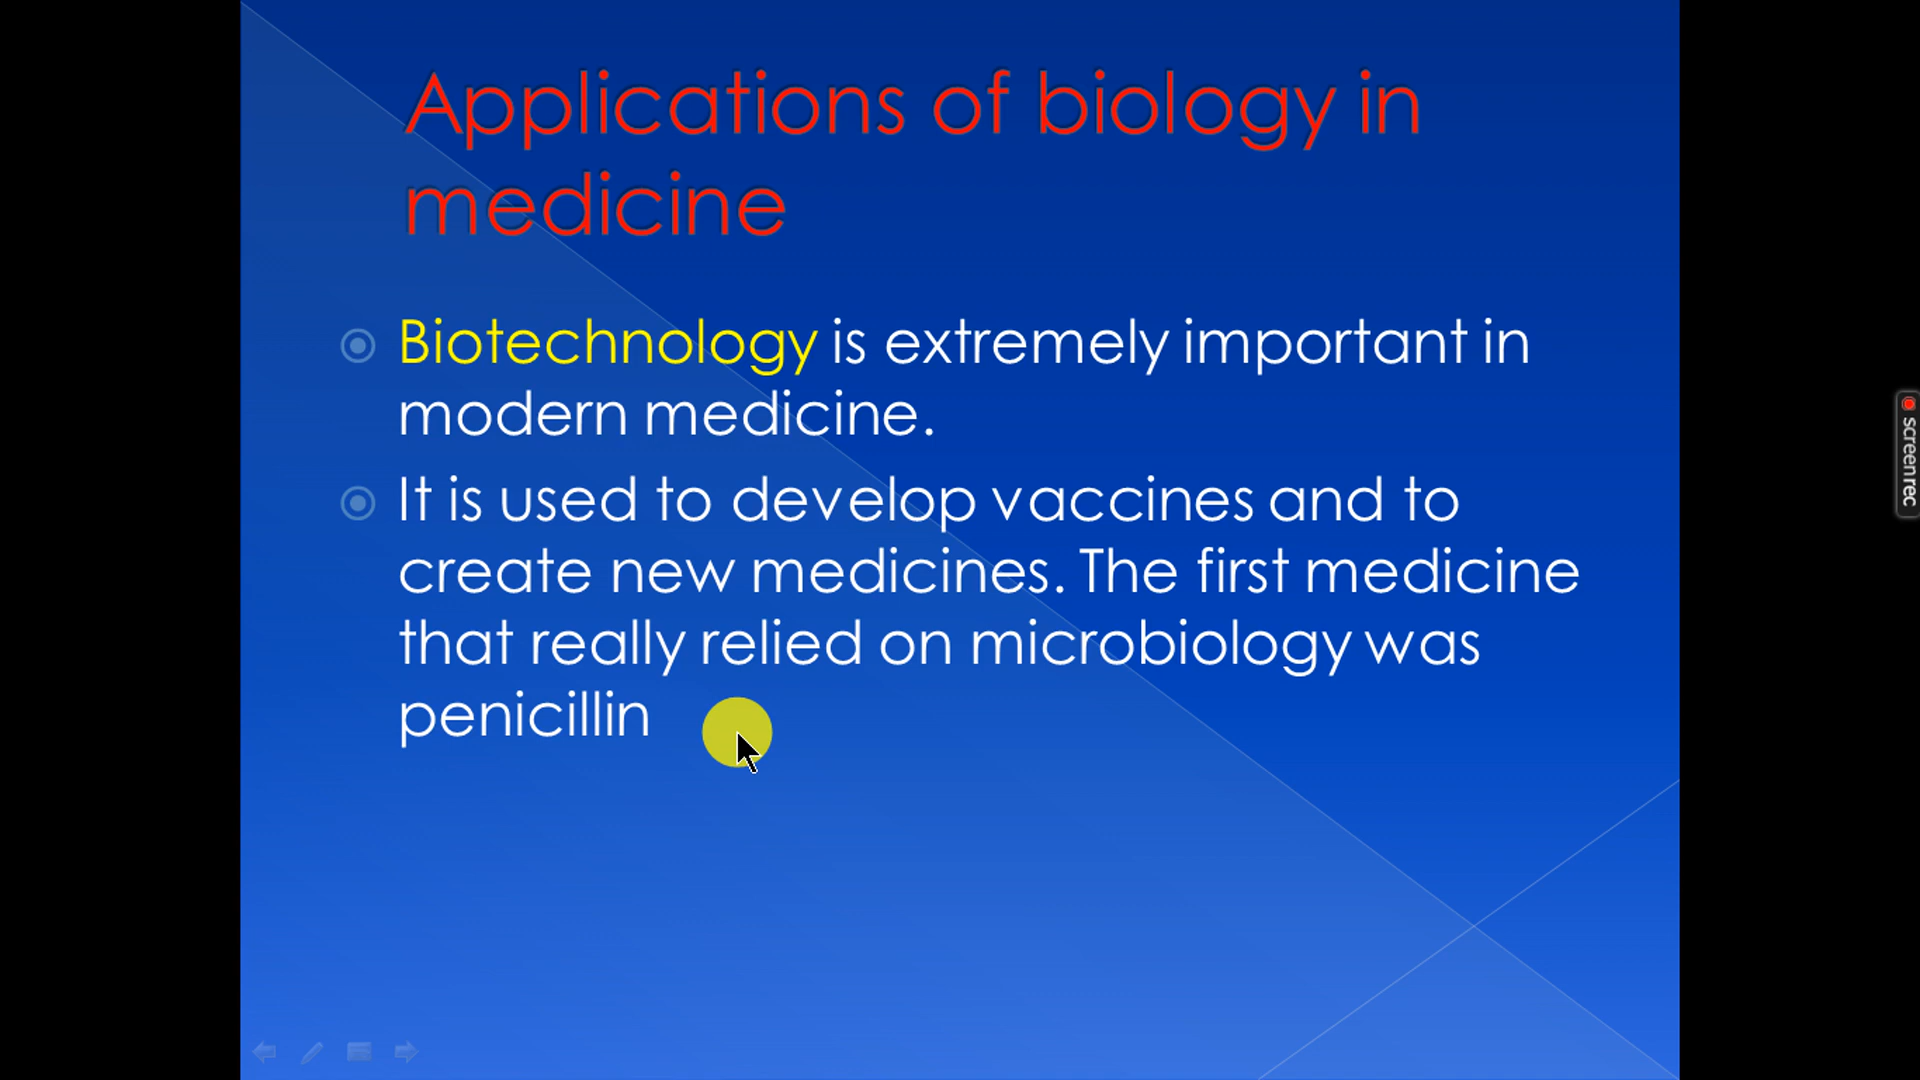 Applications of biology in
medicine
Biotechnology is extremely important in
modern medicine.
It is used to develop vaccines and to
create new medicines. The first medicine
that really relied on microbiology was
penicillin
screenrec